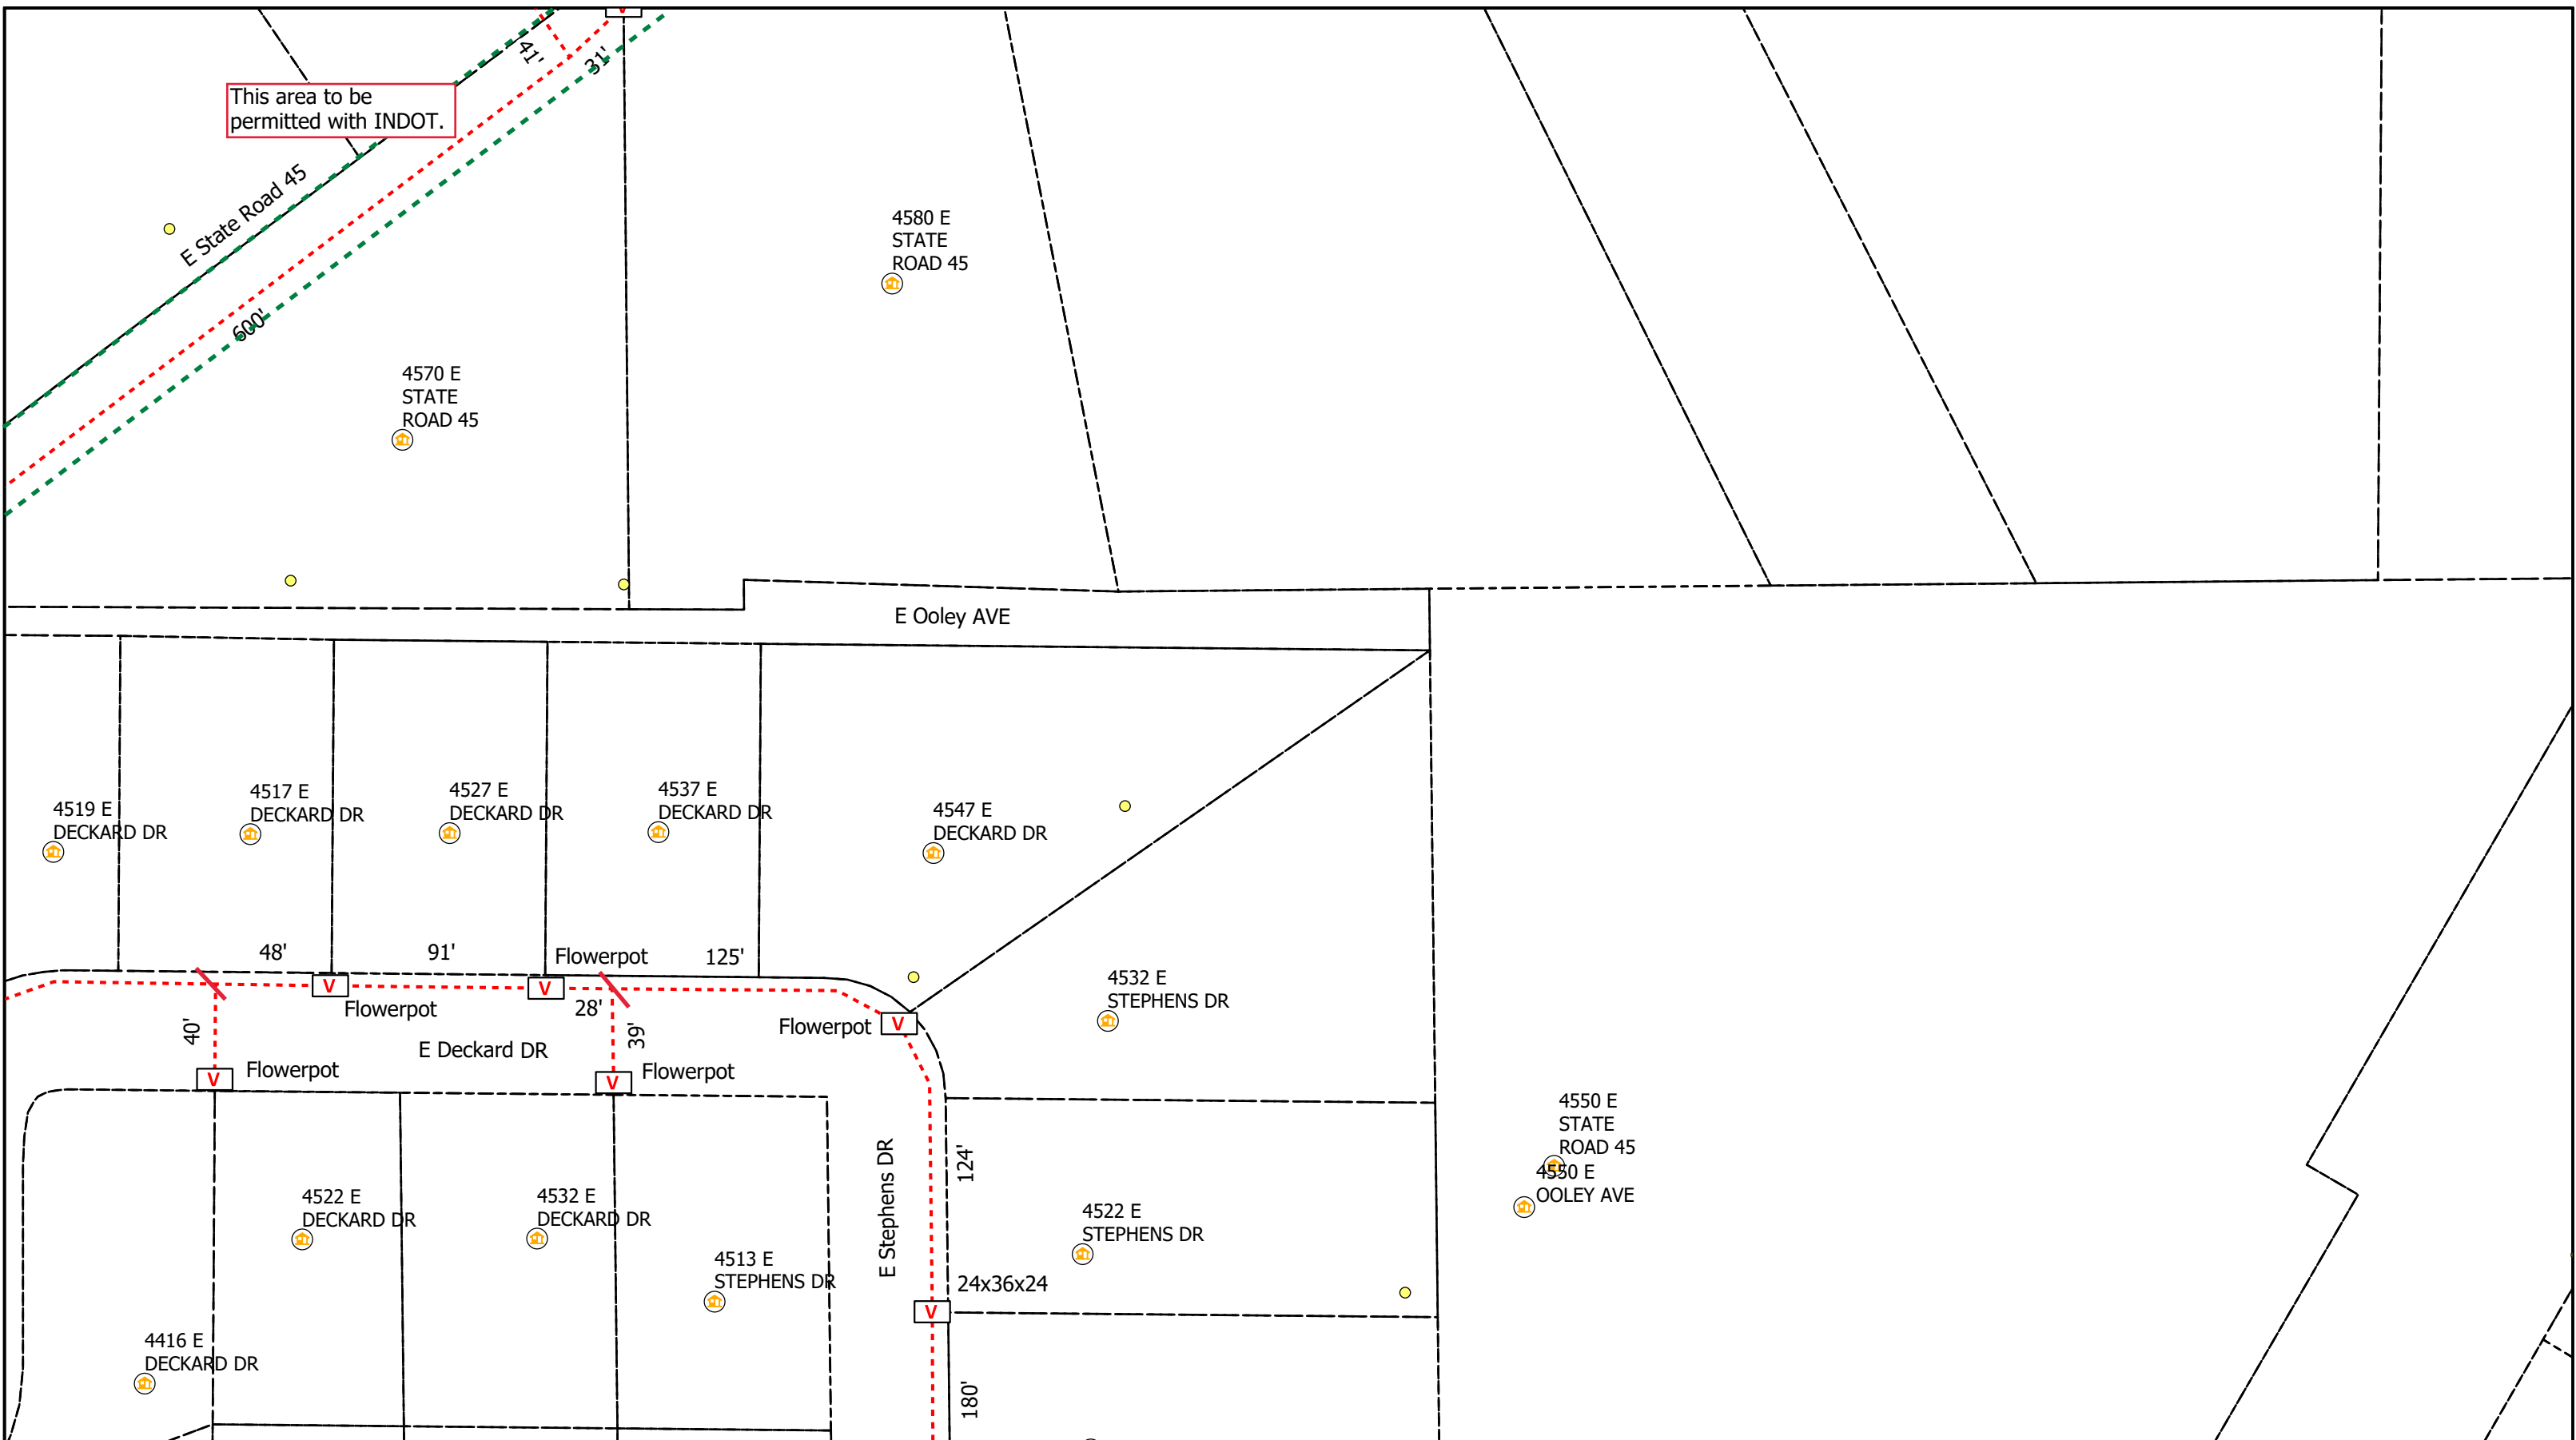 V
41'
31'
This area to be
permitted with INDOT.
E State Road 45
4580 E
STATE
ROAD 45
600'
4570 E
STATE
ROAD 45
E Ooley AVE
4519 E
DECKARD DR
4517 E
DECKARD DR
4527 E
DECKARD DR
4537 E
DECKARD DR
4547 E
DECKARD DR
48'
91'
Flowerpot
125'
V
Flowerpot
V
28'
39'
40'
Flowerpot
V
4532 E
STEPHENS DR
E Deckard DR
V
Flowerpot
V
Flowerpot
124'
E Stephens DR
4550 E
STATE
ROAD 45
4550 E
OOLEY AVE
4522 E
DECKARD DR
4532 E
DECKARD DR
4522 E
STEPHENS DR
4513 E
STEPHENS DR
24x36x24
V
4416 E
DECKARD DR
180'